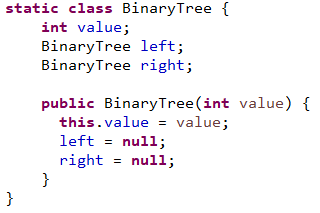 static class BinaryTree {
    int value;
    BinaryTree left;
    BinaryTree right;

    public BinaryTree(int value) {
      this.value = value;
      left = null;
      right = null;
    }
}